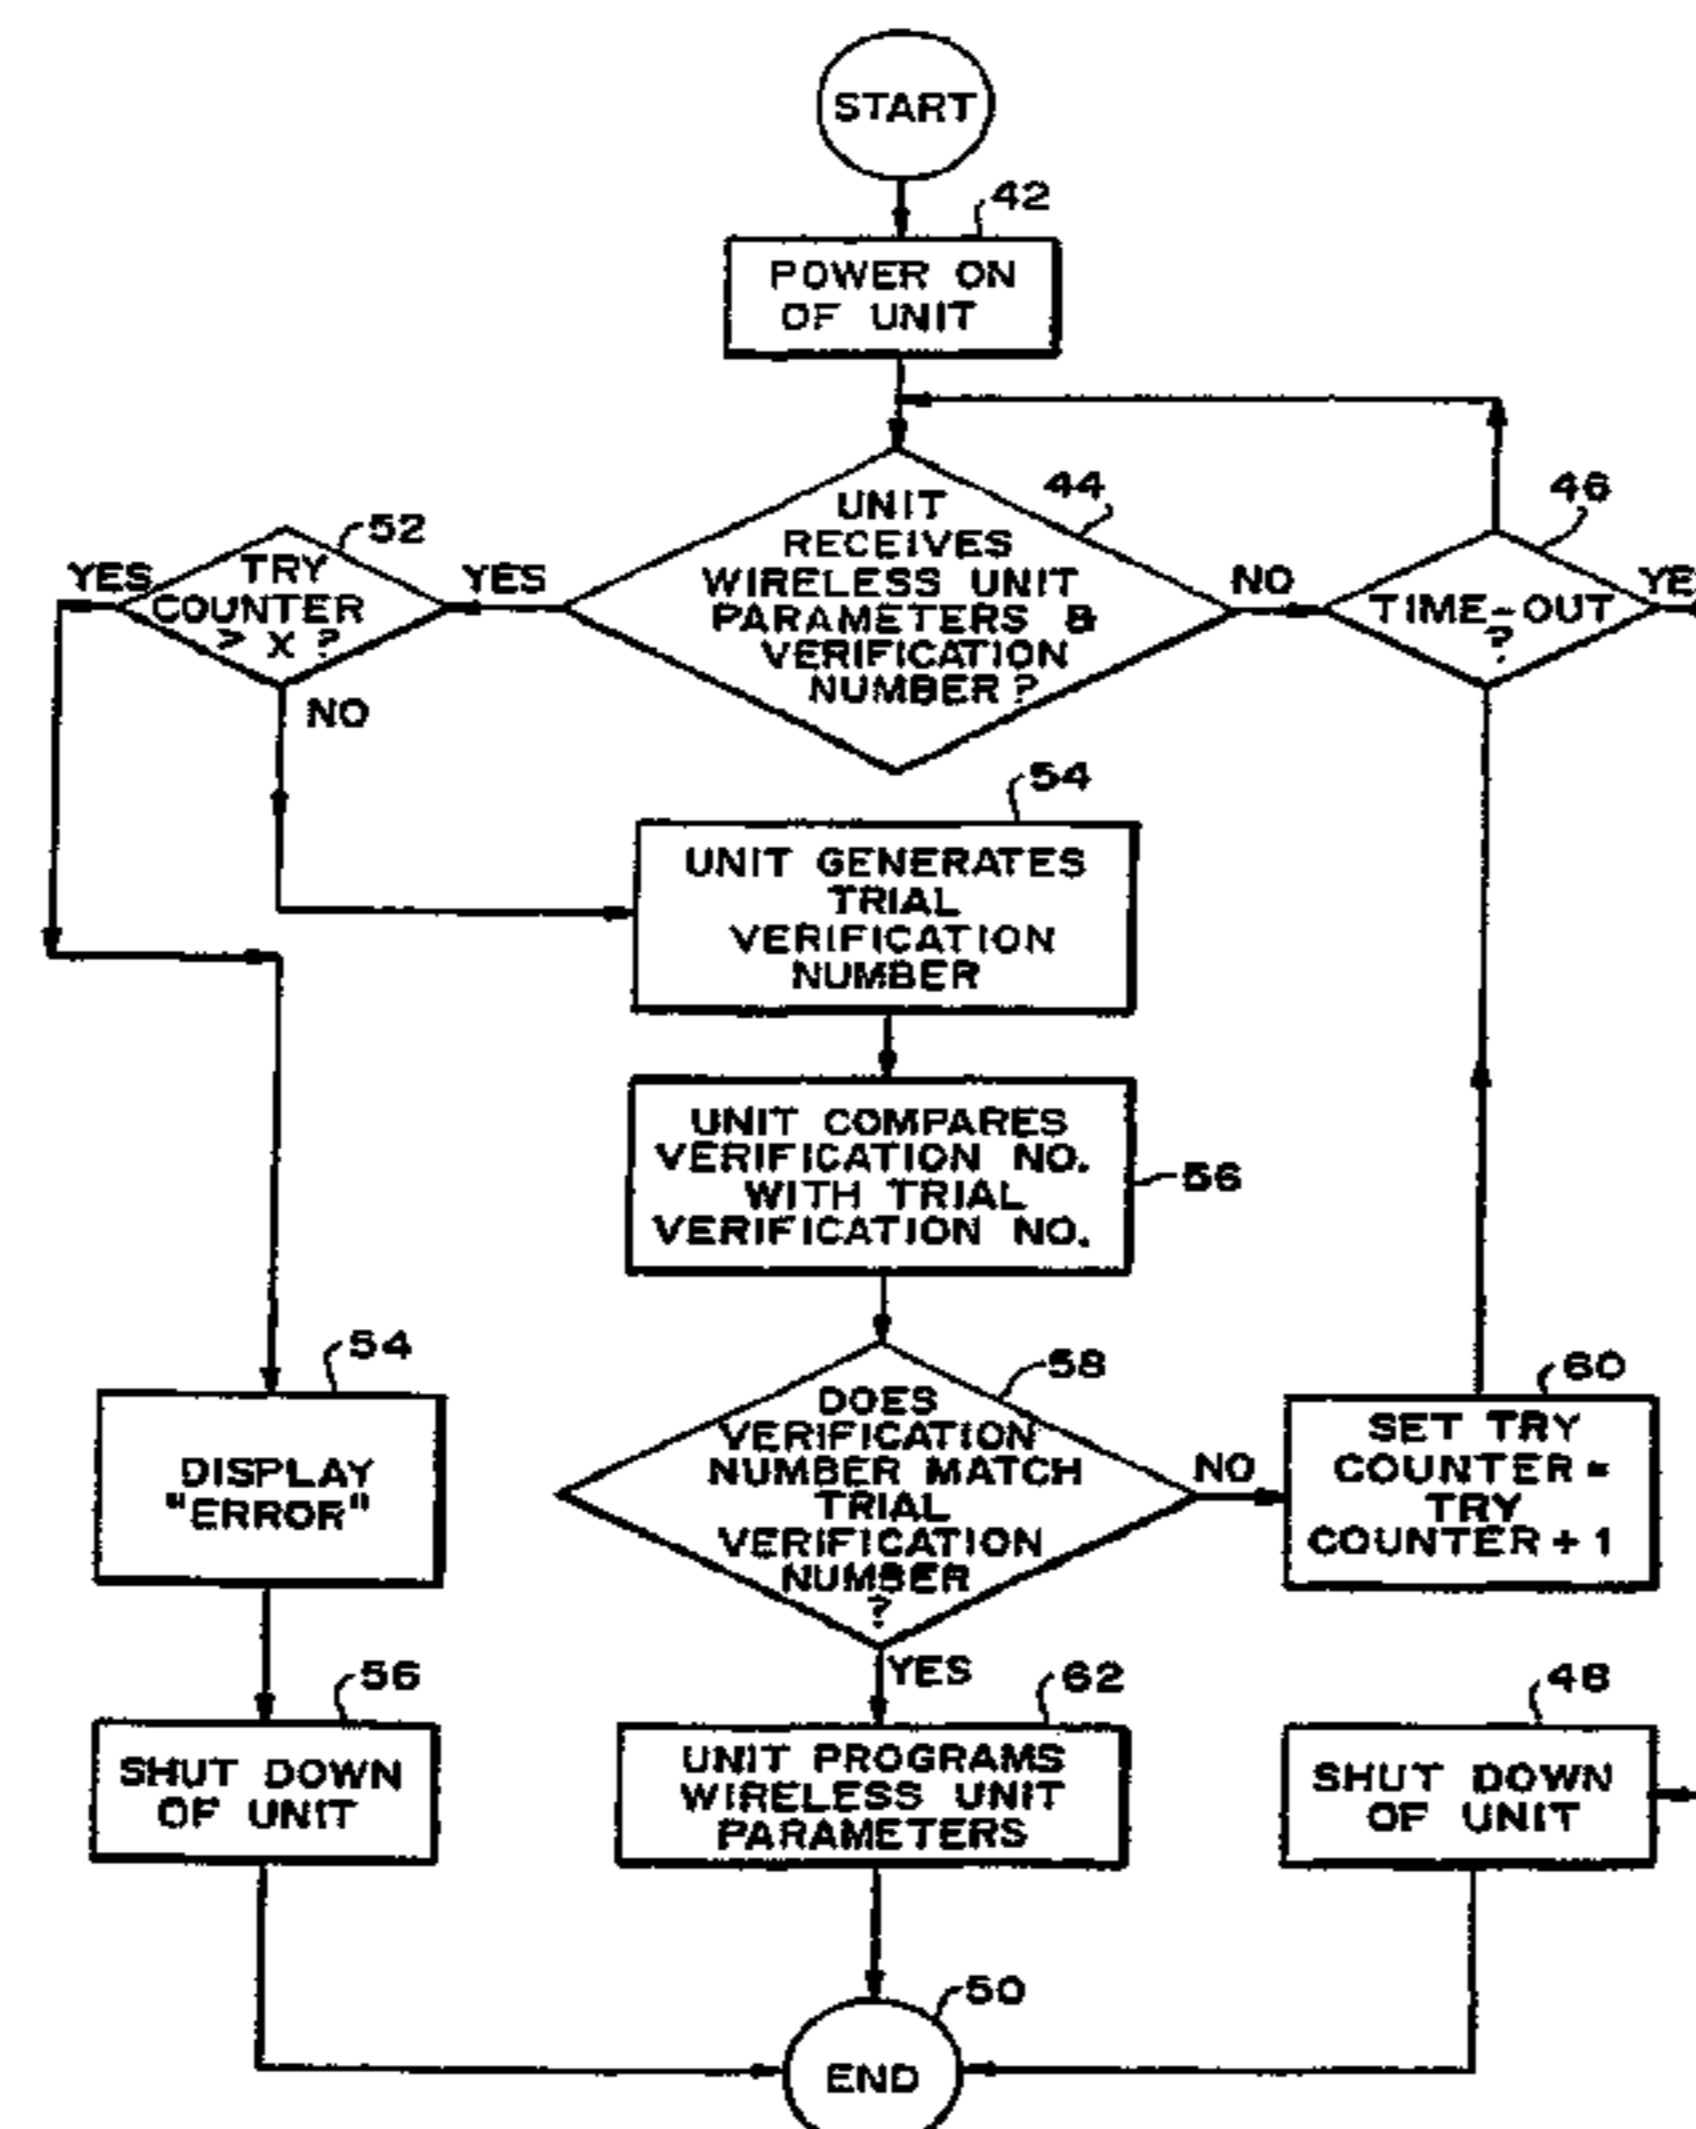 START
42
POWER ON
OF UNIT
44
UNIT
RECEIVES
WIRELESS UNIT
PARAMETERS &
VERIFICATION
NUMBER?
46
NO
TIME-OUT
?
YES
52
YES
TRY
COUNTER
> X ?
YES
NO
54
UNIT GENERATES
TRIAL
VERIFICATION
NUMBER
UNIT COMPARES
VERIFICATION NO.
WITH TRIAL
VERIFICATION NO.
56
54
DISPLAY
"ERROR"
58
DOES
VERIFICATION
NUMBER MATCH
TRIAL
VERIFICATION
NUMBER
?
NO
60
SET TRY
COUNTER =
TRY
COUNTER + 1
YES
56
SHUT DOWN
OF UNIT
62
UNIT PROGRAMS
WIRELESS UNIT
PARAMETERS
48
SHUT DOWN
OF UNIT
50
END